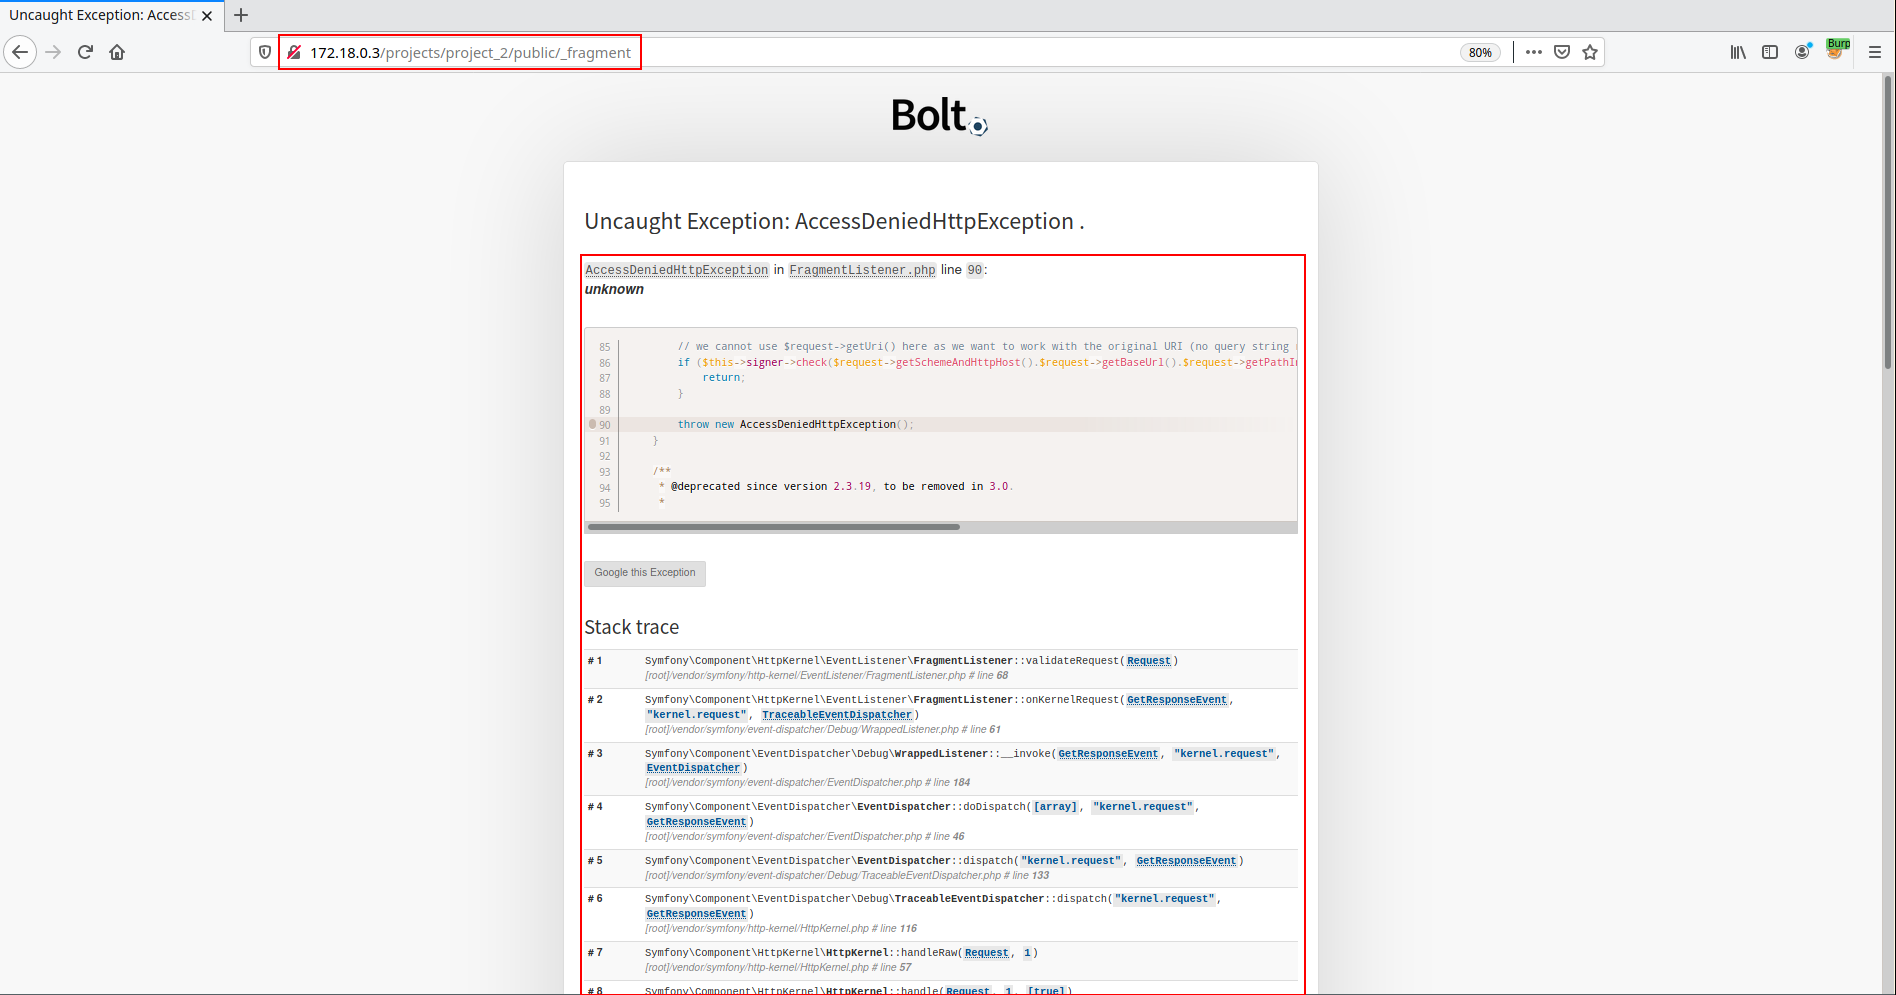 Uncaught Exception: AccessD
172.18.0.3/projects/project_2/public/_fragment
80%
Burp
Bolt
Uncaught Exception: AccessDeniedHttpException .
AccessDeniedHttpException in FragmentListener.php line 90:
unknown
85 // we cannot use $request->getUri() here as we want to work with the original URI (no query string
86 if ($this->signer->check($request->getSchemeAndHttpHost().$request->getBaseUrl().$request->getPathIn
87 return;
88 }
89
90 throw new AccessDeniedHttpException();
91 }
92
93 /**
94 * @deprecated since version 2.3.19, to be removed in 3.0.
95 *
Google this Exception
Stack trace
# 1 Symfony\Component\HttpKernel\EventListener\FragmentListener::validateRequest(Request)
[root]/vendor/symfony/http-kernel/EventListener/FragmentListener.php # line 68
# 2 Symfony\Component\HttpKernel\EventListener\FragmentListener::onKernelRequest(GetResponseEvent,
"kernel.request", TraceableEventDispatcher)
[root]/vendor/symfony/event-dispatcher/Debug/WrappedListener.php # line 61
# 3 Symfony\Component\EventDispatcher\Debug\WrappedListener::__invoke(GetResponseEvent, "kernel.request",
EventDispatcher)
[root]/vendor/symfony/event-dispatcher/EventDispatcher.php # line 184
# 4 Symfony\Component\EventDispatcher\EventDispatcher::doDispatch([array], "kernel.request",
GetResponseEvent)
[root]/vendor/symfony/event-dispatcher/EventDispatcher.php # line 46
# 5 Symfony\Component\EventDispatcher\EventDispatcher::dispatch("kernel.request", GetResponseEvent)
[root]/vendor/symfony/event-dispatcher/Debug/TraceableEventDispatcher.php # line 133
# 6 Symfony\Component\EventDispatcher\Debug\TraceableEventDispatcher::dispatch("kernel.request",
GetResponseEvent)
[root]/vendor/symfony/http-kernel/HttpKernel.php # line 116
# 7 Symfony\Component\HttpKernel\HttpKernel::handleRaw(Request, 1)
[root]/vendor/symfony/http-kernel/HttpKernel.php # line 57
# 8 Symfony\Component\HttpKernel\HttpKernel::handle(Request, 1, [true])